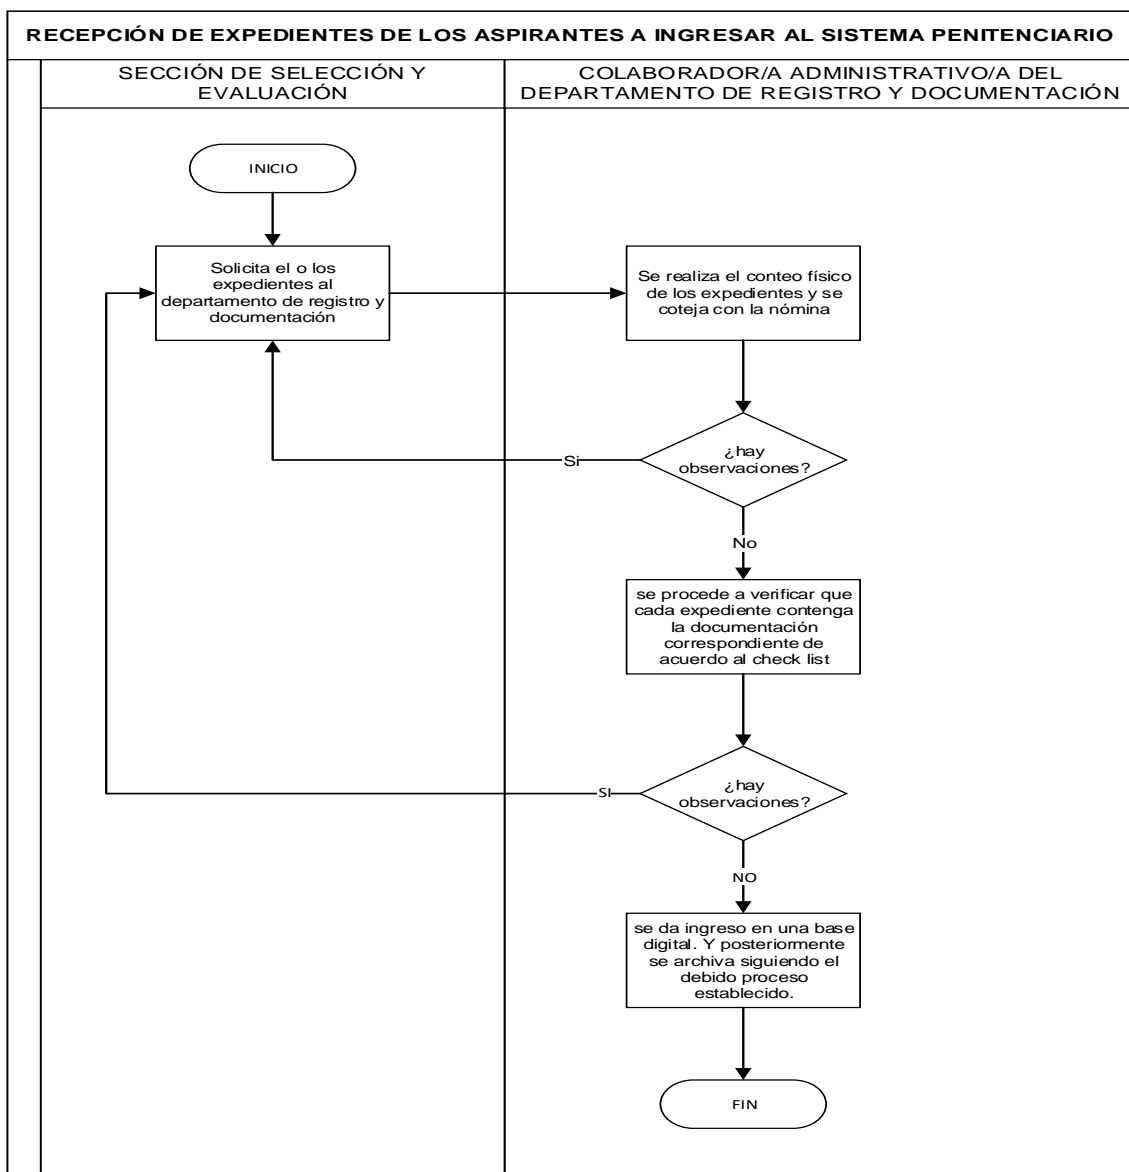 RECEPCIÓN DE EXPEDIENTES DE LOS ASPIRANTES A INGRESAR AL SISTEMA PENITENCIARIO
SECCIÓN DE SELECCIÓN Y
EVALUACIÓN
COLABORADOR/A ADMINISTRATIVO/A DEL
DEPARTAMENTO DE REGISTRO Y DOCUMENTACIÓN
INICIO
Solicita el o los
expedientes al
departamento de registro y
documentación
Se realiza el conteo físico
de los expedientes y se
coteja con la nómina
¿hay
observaciones?
Si
No
se procede a verificar que
cada expediente contenga
la documentación
correspondiente de
acuerdo al check list
¿hay
observaciones?
SI
NO
se da ingreso en una base
digital. Y posteriormente
se archiva siguiendo el
debido proceso
establecido.
FIN